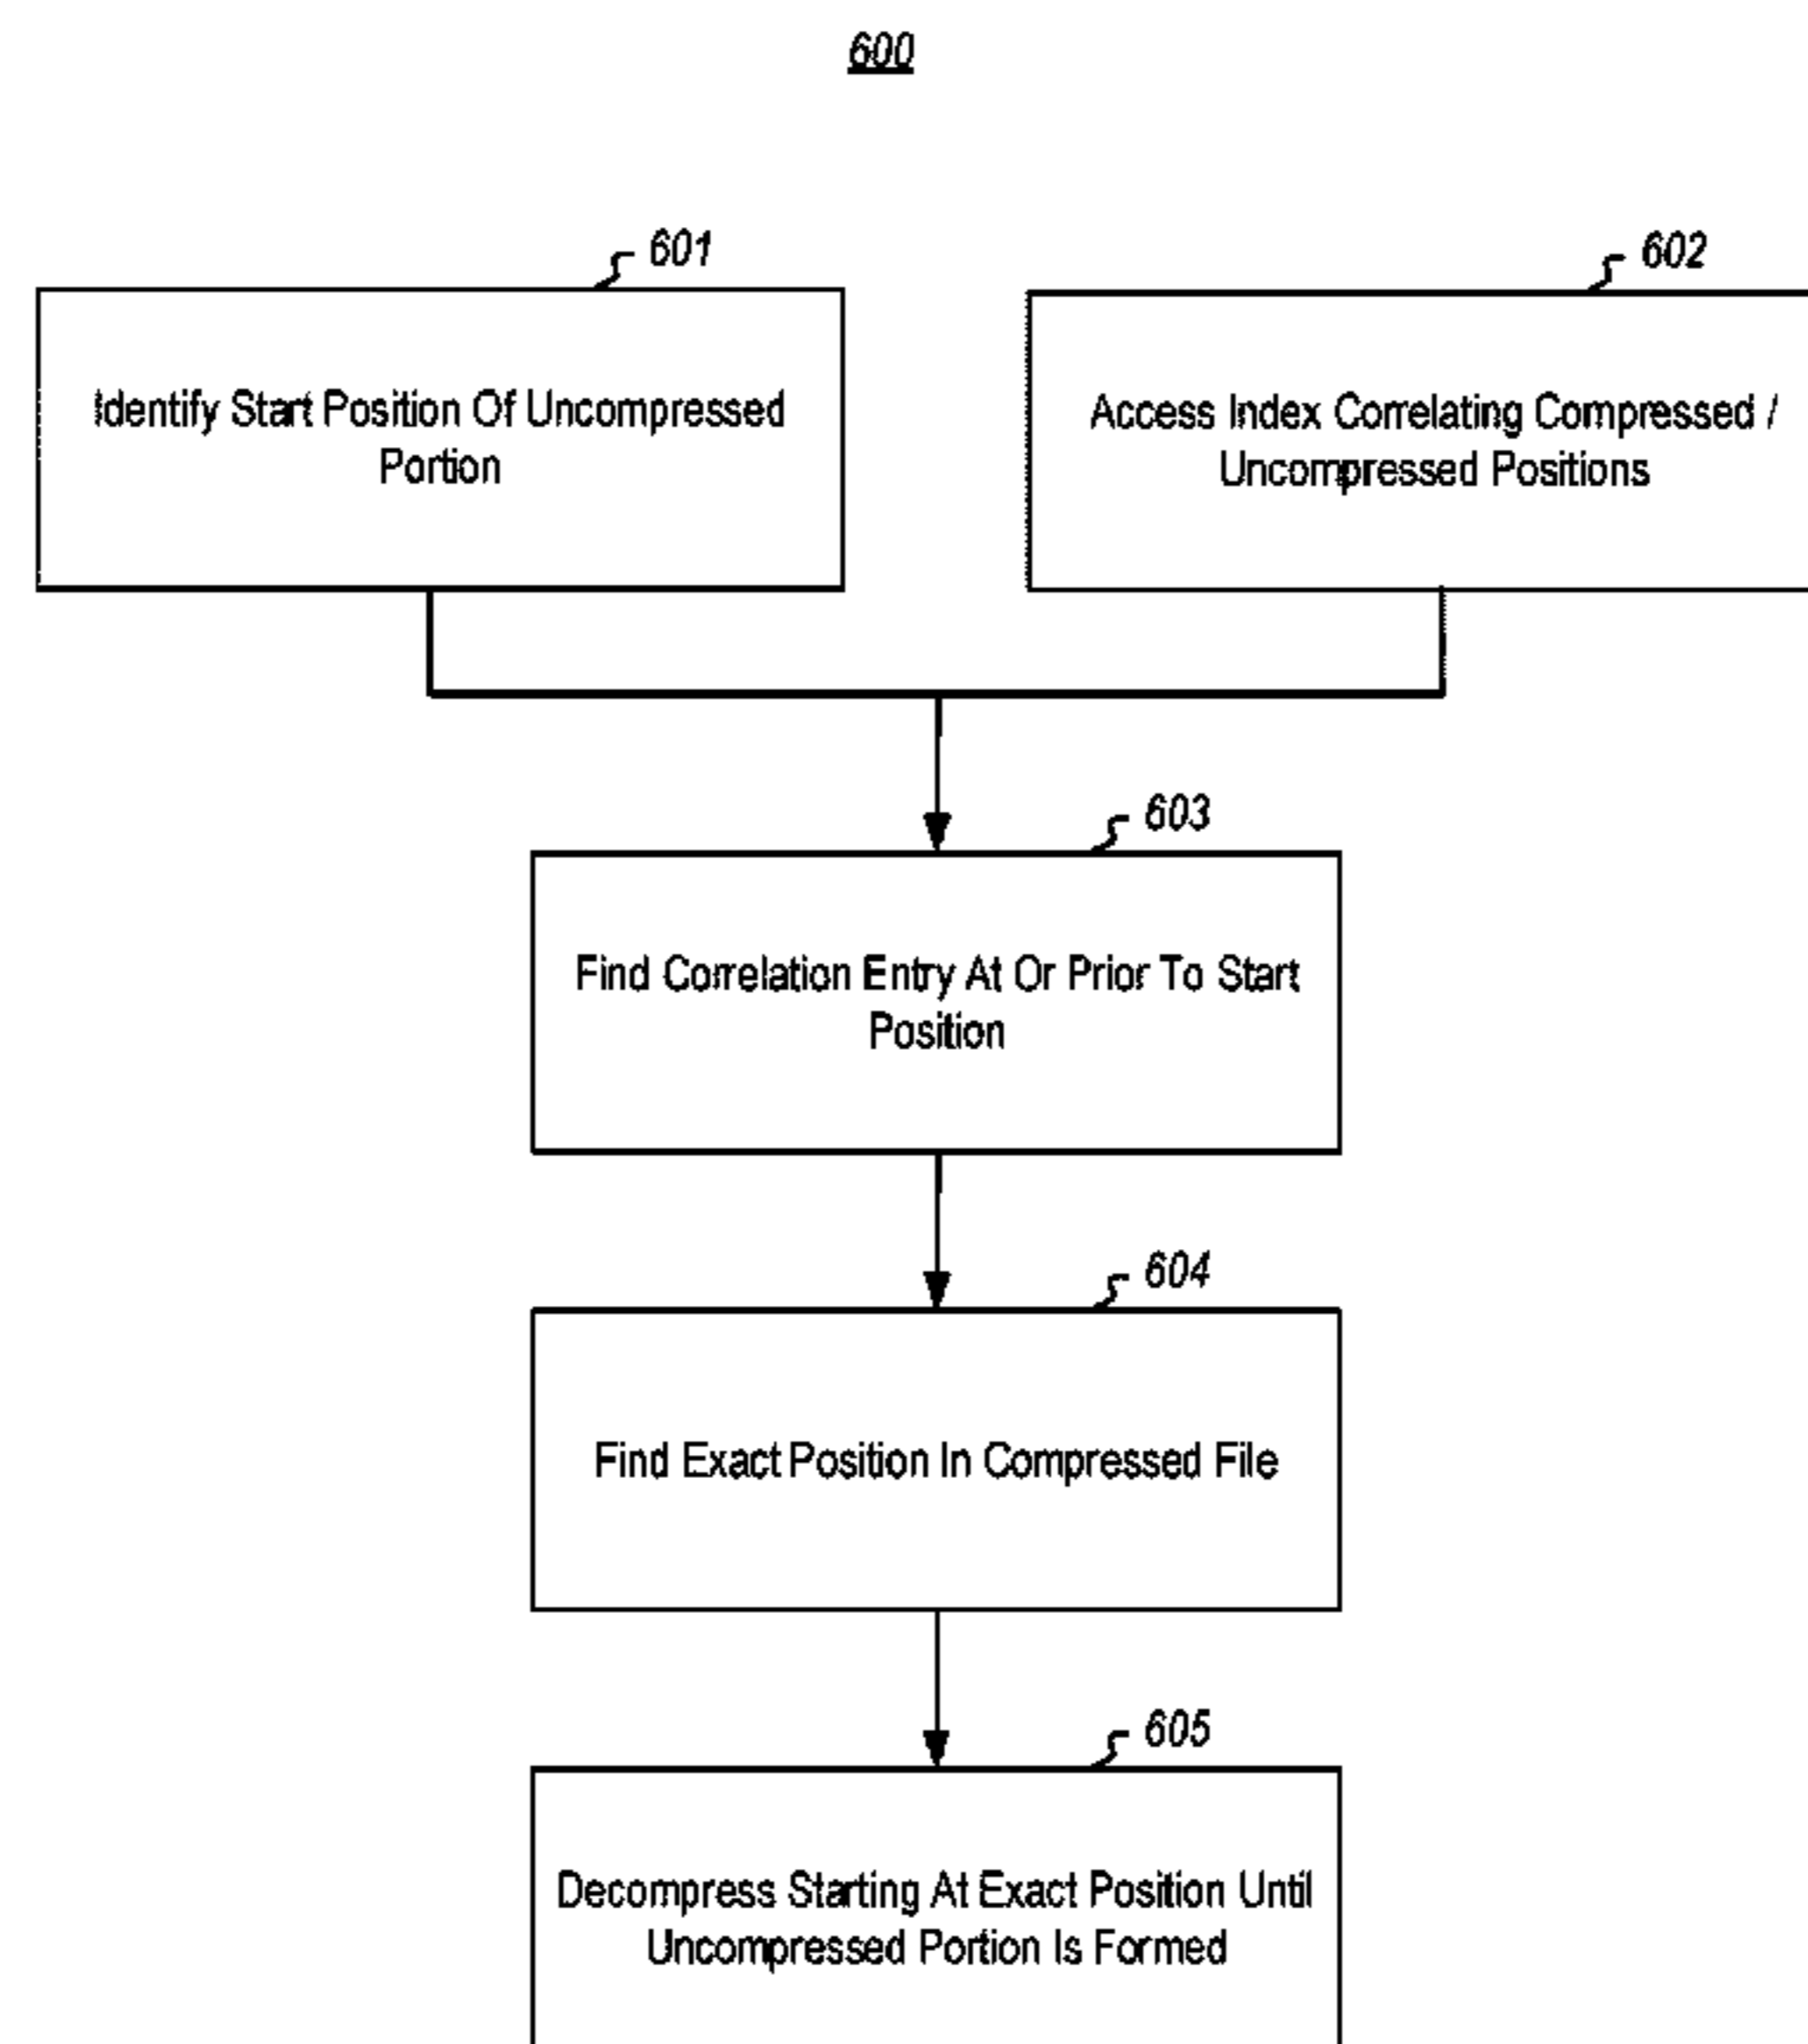 600
601
Identify Start Position Of Uncompressed
Portion
602
Access Index Correlating Compressed /
Uncompressed Positions
603
Find Correlation Entry At Or Prior To Start
Position
604
Find Exact Position In Compressed File
605
Decompress Starting At Exact Position Until
Uncompressed Portion Is Formed